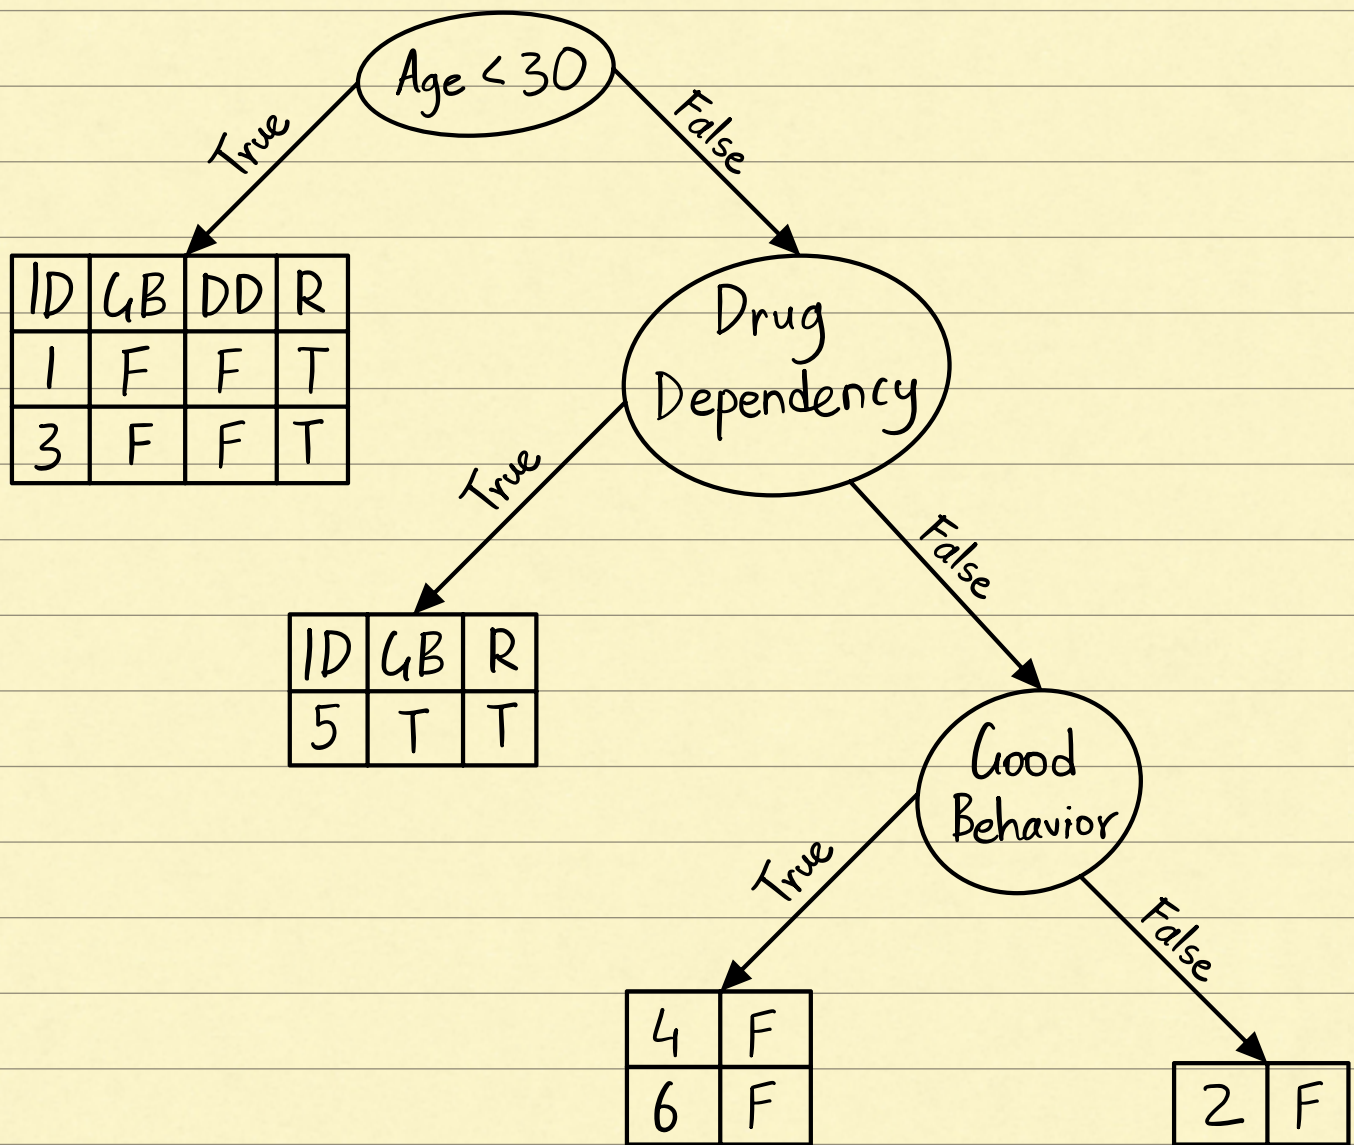 Age < 30
True
False
ID GB DD R
1 F F T
3 F F T
Drug
Dependency
True
False
ID GB R
5 T T
Good
Behavior
True
False
4 F
6 F
2 F